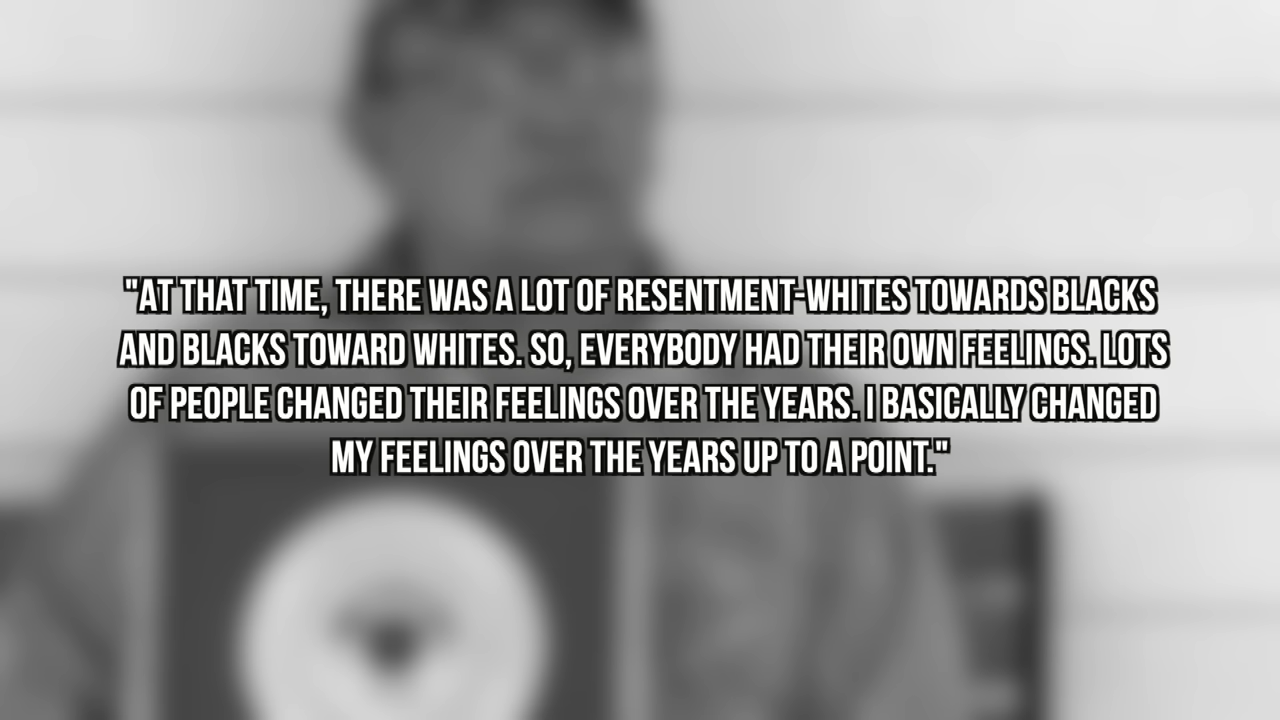 "AT THAT TIME, THERE WAS A LOT OF RESENTMENT-WHITES TOWARDS BLACKS
AND BLACKS TOWARD WHITES. SO, EVERYBODY HAD THEIR OWN FEELINGS. LOTS
OF PEOPLE CHANGED THEIR FEELINGS OVER THE YEARS. I BASICALLY CHANGED
MY FEELINGS OVER THE YEARS UP TO A POINT."